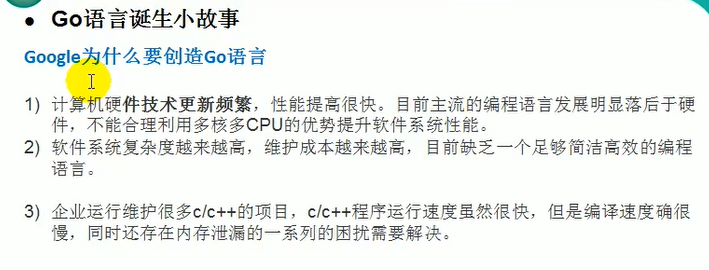 ● Go语言诞生小故事
Google为什么要创造Go语言
1) 计算机硬件技术更新频繁，性能提高很快。目前主流的编程语言发展明显落后于硬
件，不能合理利用多核多CPU的优势提升软件系统性能。
2) 软件系统复杂度越来越高，维护成本越来越高，目前缺乏一个足够简洁高效的编程
语言。
3) 企业运行维护很多c/c++的项目，c/c++程序运行速度虽然很快，但是编译速度确很
慢，同时还存在内存泄漏的一系列的困扰需要解决。